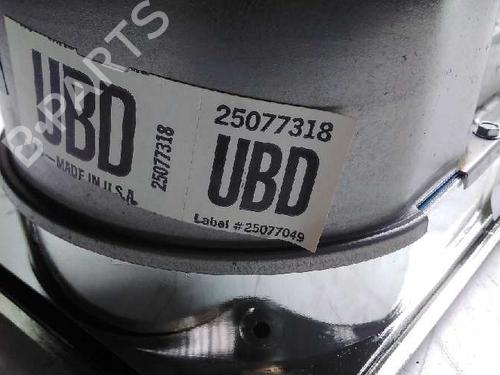 B-PARTS
UBD
—MADE IN U.S.A.
25077318
25077318
UBD
Label #25077049